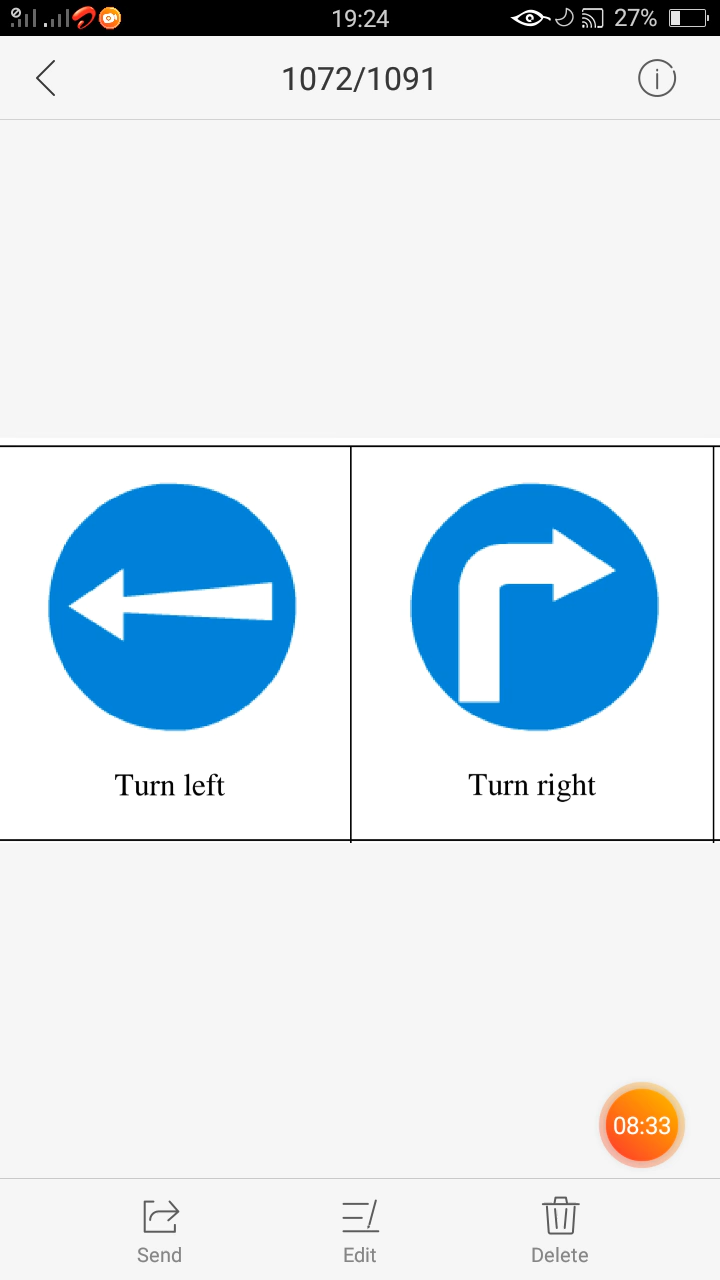 19:24
27%
1072/1091
Turn left
Turn right
08:33
Send
Edit
Delete